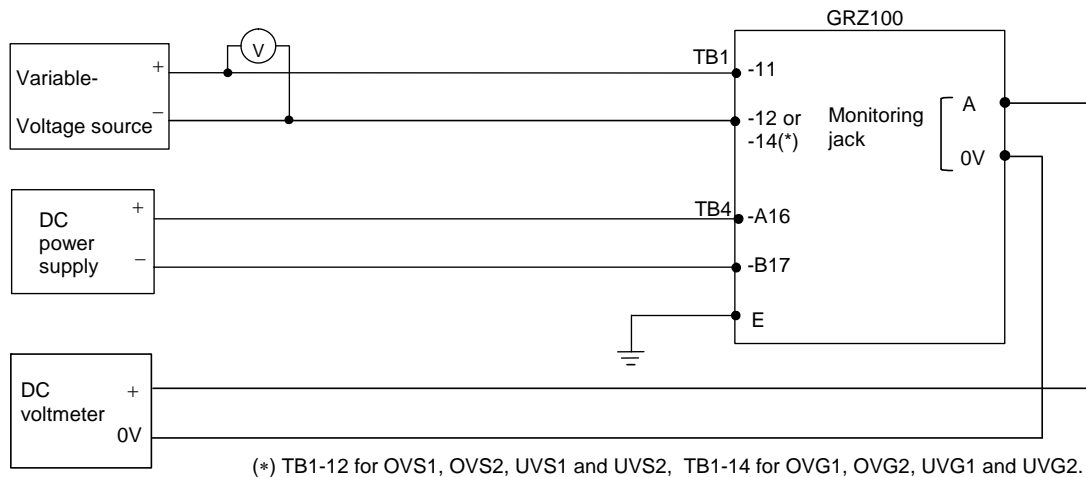 GRZ100
Variable-
Voltage source
+
−
V
TB1
-11
-12 or
-14(*)
Monitoring
jack
A
0V
DC
power
supply
+
−
TB4
-A16
-B17
E
DC
voltmeter
+
0V
(*) TB1-12 for OVS1, OVS2, UVS1 and UVS2, TB1-14 for OVG1, OVG2, UVG1 and UVG2.